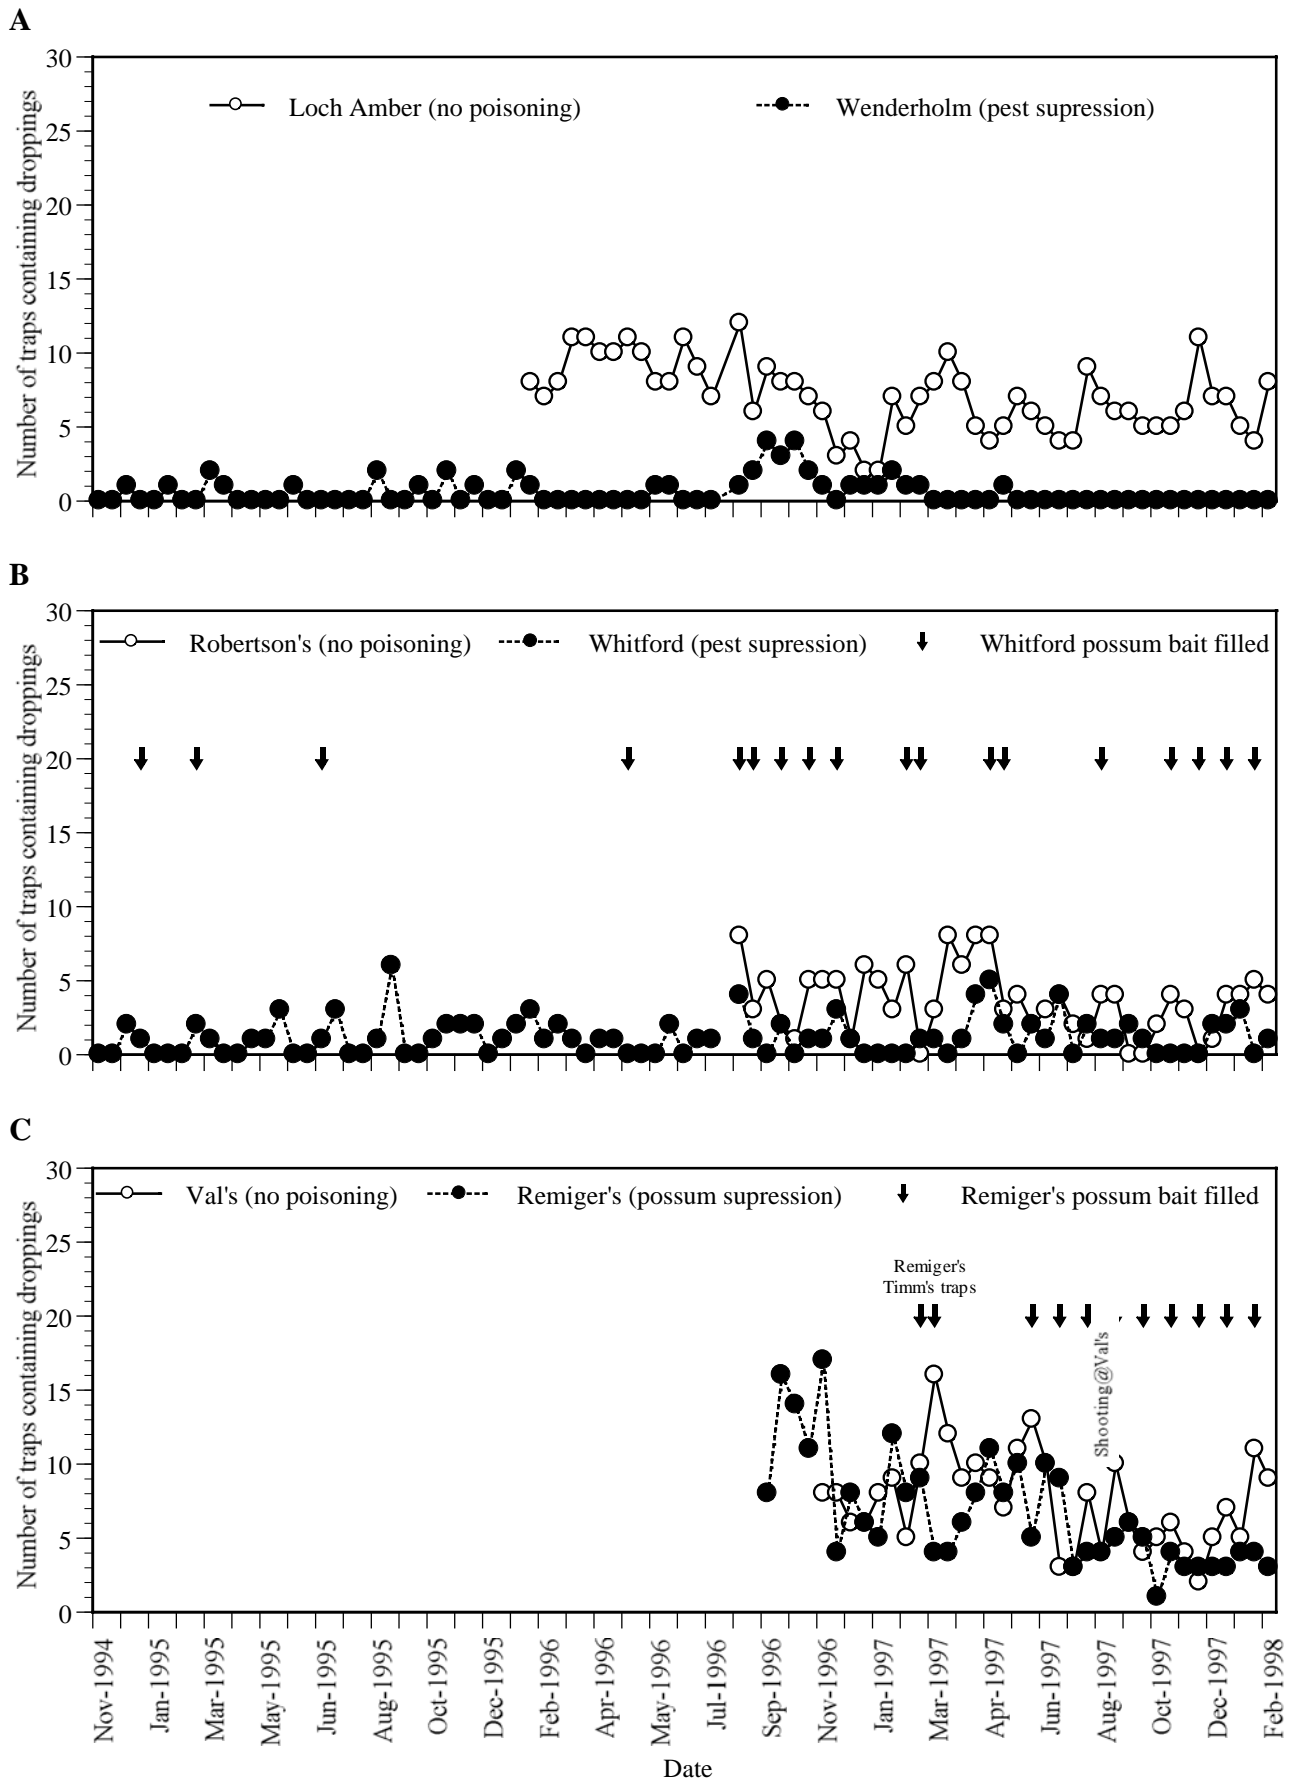 A
30
25
20
15
10
5
0
Number of traps containing droppings
Loch Amber (no poisoning) Wenderholm (pest supression)
B
30
25
20
15
10
5
0
Number of traps containing droppings
Robertson's (no poisoning) Whitford (pest supression) Whitford possum bait filled
C
30
25
20
15
10
5
0
Number of traps containing droppings
Val's (no poisoning) Remiger's (possum supression) Remiger's possum bait filled
Remiger's
Timm's traps
Shooting@Val's
Nov-1994
Jan-1995
Mar-1995
May-1995
Jun-1995
Aug-1995
Oct-1995
Dec-1995
Feb-1996
Apr-1996
May-1996
Jul-1996
Sep-1996
Nov-1996
Jan-1997
Mar-1997
Apr-1997
Jun-1997
Aug-1997
Oct-1997
Dec-1997
Feb-1998
Date